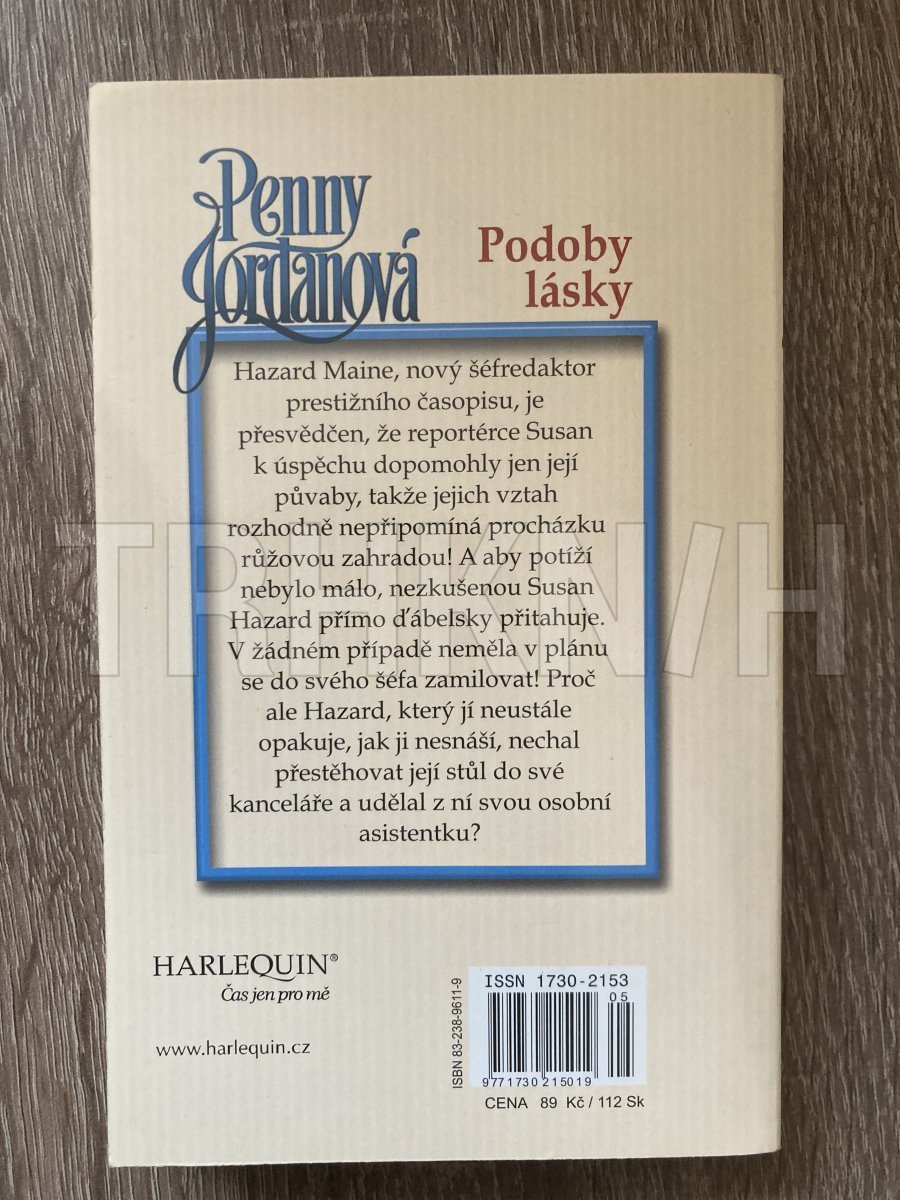 Penny
Jordanová
Podoby
lásky
Hazard Maine, nový šéfredaktor
prestižního časopisu, je
přesvědčen, že reportérce Susan
k úspěchu dopomohly jen její
půvaby, takže jejich vztah
rozhodně nepřipomíná procházku
růžovou zahradou! A aby potíží
nebylo málo, nezkušenou Susan
Hazard přímo ďábelsky přitahuje.
V žádném případě neměla v plánu
se do svého šéfa zamilovat! Proč
ale Hazard, který jí neustále
opakuje, jak ji nesnáší, nechal
přestěhovat její stůl do své
kanceláře a udělal z ní svou osobní
asistentku?
TRHKNIH
HARLEQUIN®
Čas jen pro mě
www.harlequin.cz
ISBN 83-238-9611-9
ISSN 1730-2153
05
9771730215019
CENA 89 Kč / 112 Sk